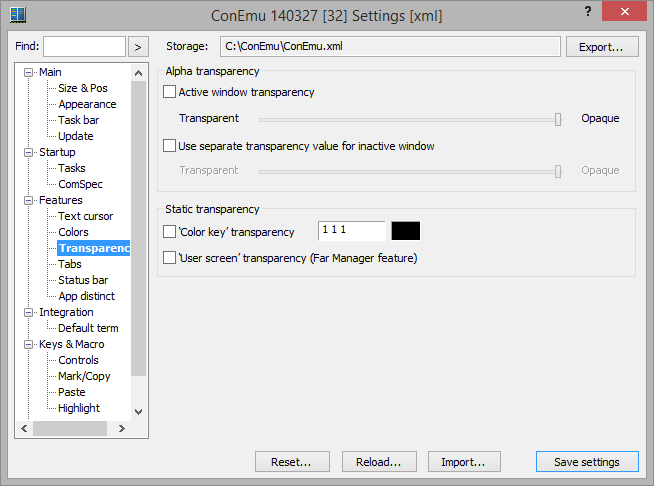 ConEmu 140327 [32] Settings [xml]
?
Find:
>
Storage:
C:\ConEmu\ConEmu.xml
Export...
Main
Size & Pos
Appearance
Task bar
Update
Startup
Tasks
ComSpec
Features
Text cursor
Colors
Transparenc
Tabs
Status bar
App distinct
Integration
Default term
Keys & Macro
Controls
Mark/Copy
Paste
Highlight
Alpha transparency
Active window transparency
Transparent
Opaque
Use separate transparency value for inactive window
Transparent
Opaque
Static transparency
‘Color key’ transparency
1 1 1
‘User screen’ transparency (Far Manager feature)
Reset...
Reload...
Import...
Save settings